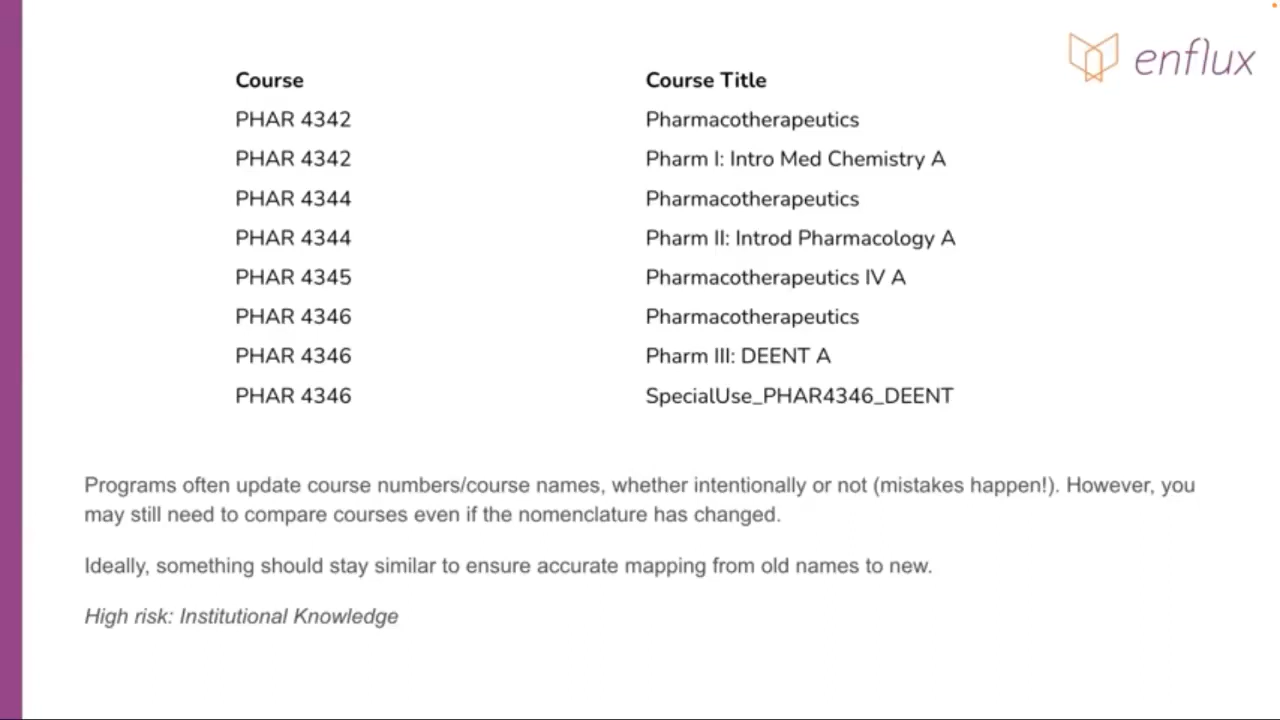 enflux
Course Course Title
PHAR 4342 Pharmacotherapeutics
PHAR 4342 Pharm I: Intro Med Chemistry A
PHAR 4344 Pharmacotherapeutics
PHAR 4344 Pharm II: Introd Pharmacology A
PHAR 4345 Pharmacotherapeutics IV A
PHAR 4346 Pharmacotherapeutics
PHAR 4346 Pharm III: DEENT A
PHAR 4346 SpecialUse_PHAR4346_DEENT
Programs often update course numbers/course names, whether intentionally or not (mistakes happen!). However, you
may still need to compare courses even if the nomenclature has changed.
Ideally, something should stay similar to ensure accurate mapping from old names to new.
High risk: Institutional Knowledge